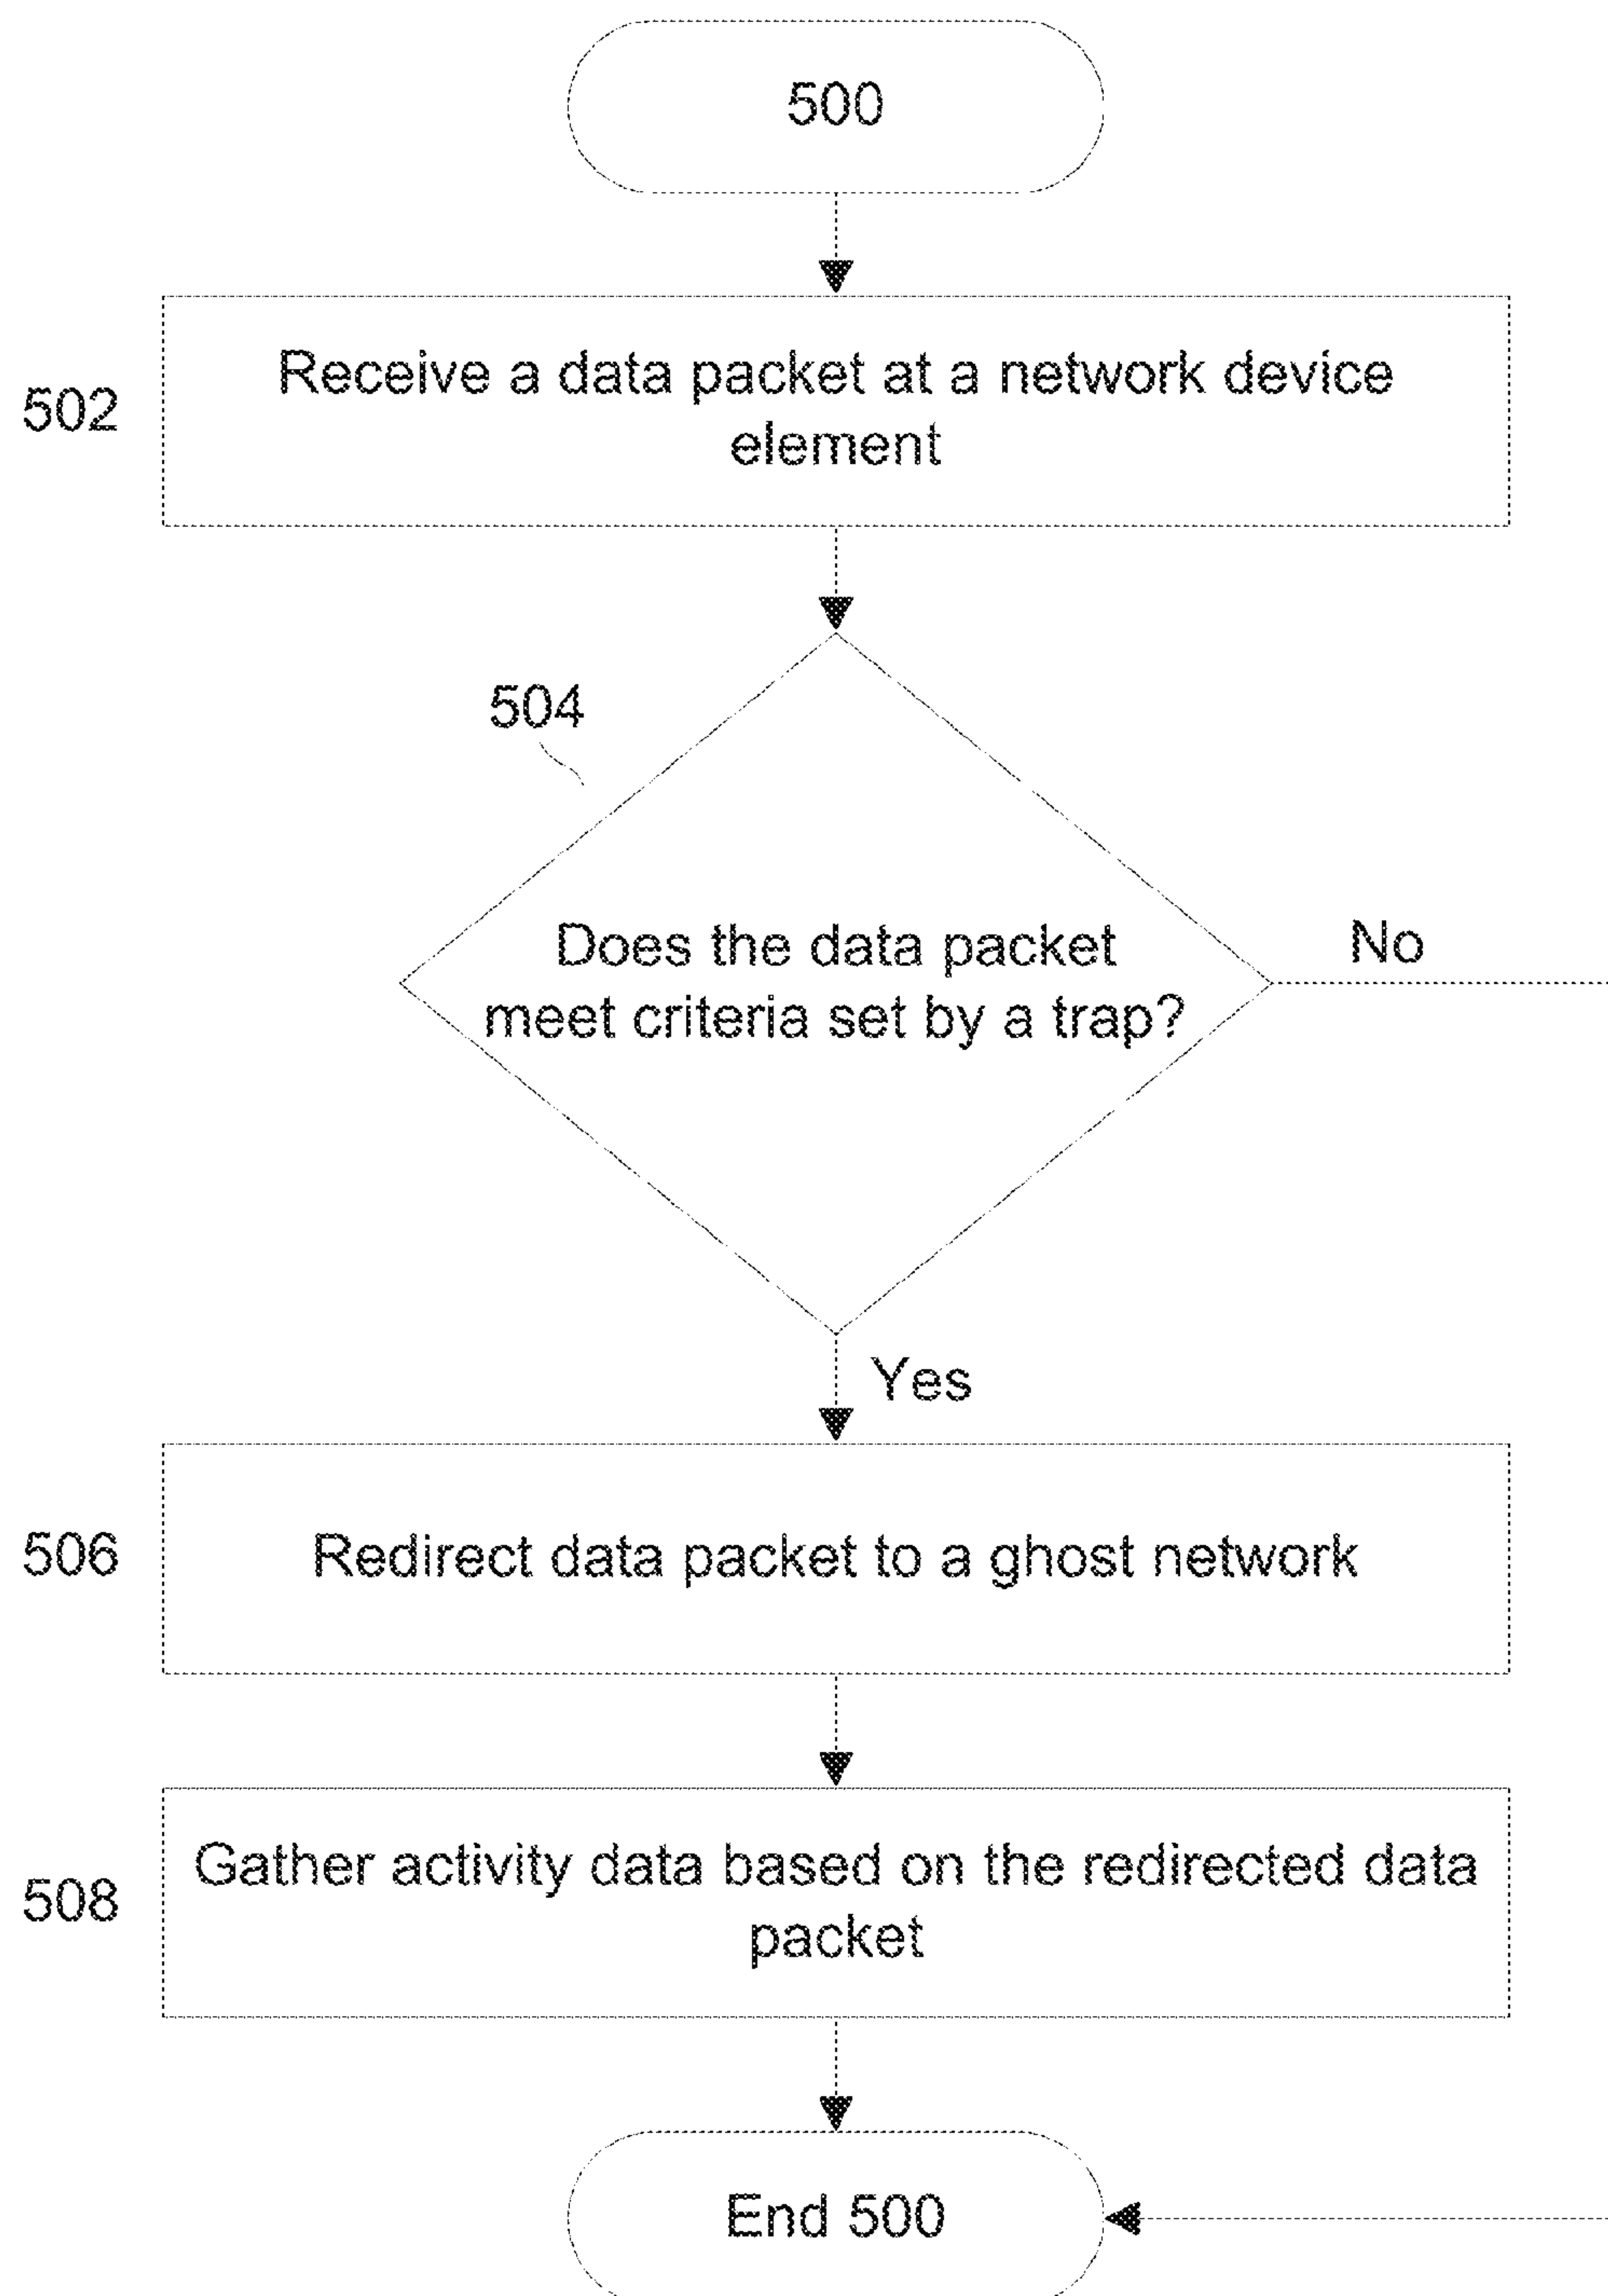 500
502
Receive a data packet at a network device
element
504
Does the data packet
meet criteria set by a trap?
No
Yes
506
Redirect data packet to a ghost network
508
Gather activity data based on the redirected data
packet
End 500